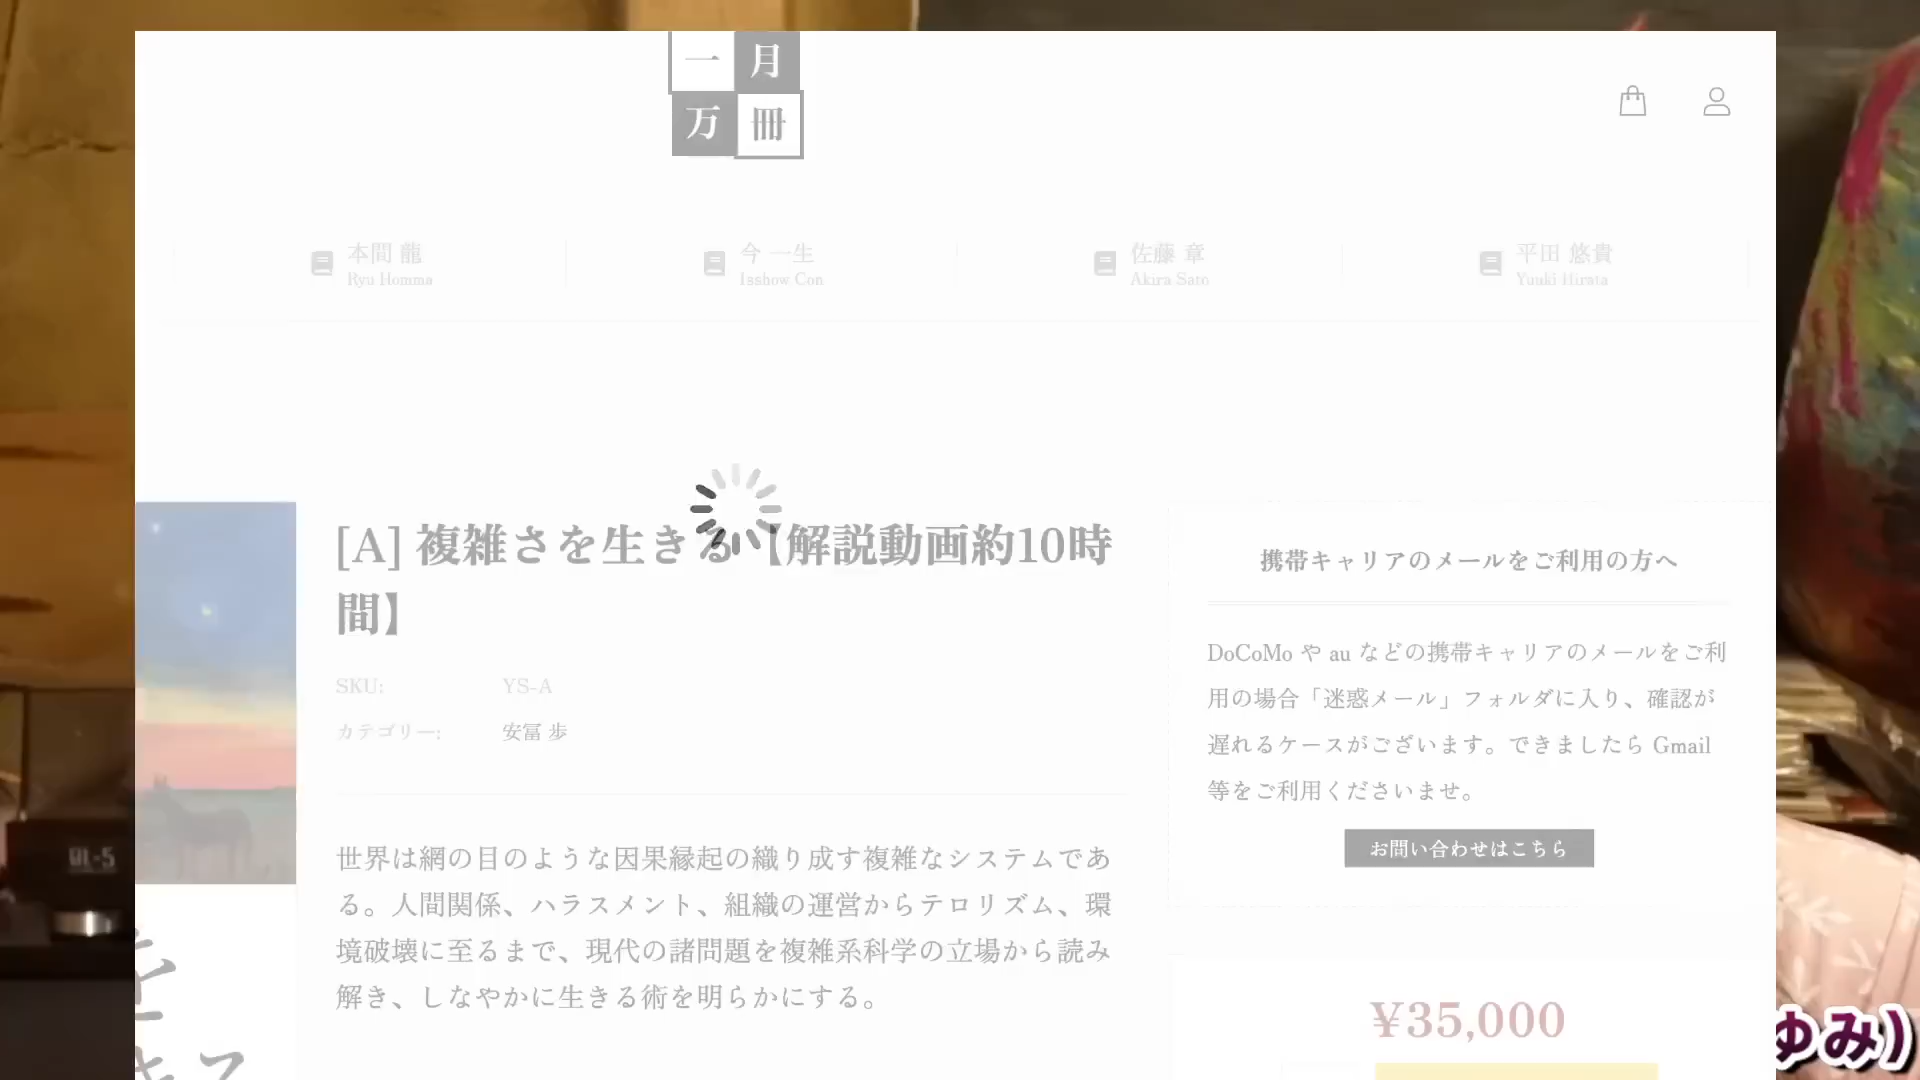 一月
万冊
本間 龍
Ryu Homma
今 一生
Isshow Con
佐藤 章
Akira Sato
平田 悠貴
Yuuki Hirata
[A] 複雑さを生きる【解説動画約10時
間】
SKU: YS-A
カテゴリー: 安冨 歩
世界は網の目のような因果縁起の織り成す複雑なシステムであ
る。人間関係、ハラスメント、組織の運営からテロリズム、環
境破壊に至るまで、現代の諸問題を複雑系科学の立場から読み
解き、しなやかに生きる術を明らかにする。
携帯キャリアのメールをご利用の方へ
DoCoMo や au などの携帯キャリアのメールをご利
用の場合「迷惑メール」フォルダに入り、確認が
遅れるケースがございます。できましたら Gmail
等をご利用くださいませ。
お問い合わせはこちら
¥35,000
QL-5
ゆみ)